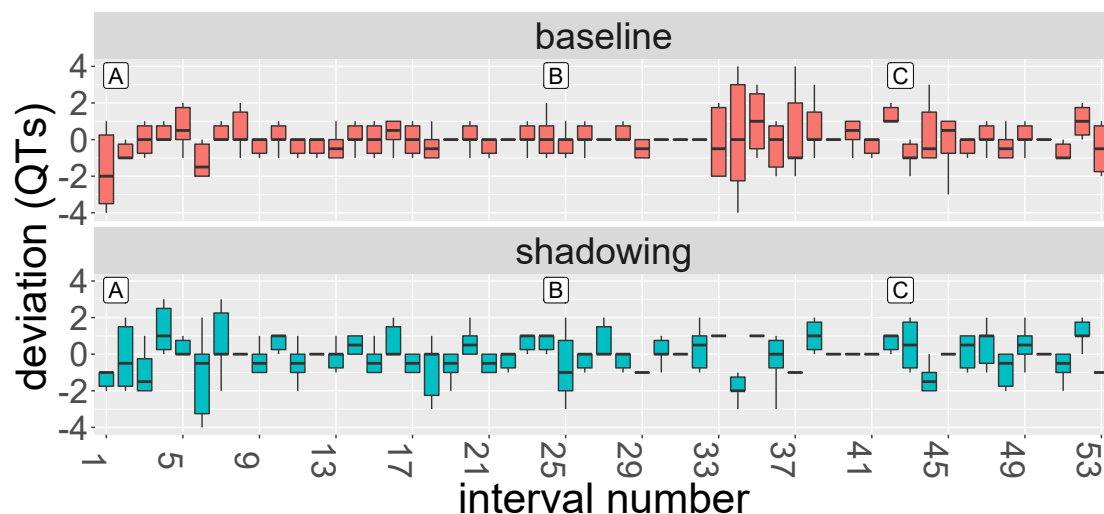 baseline
A B C
4
2
0
-2
-4
deviation (QTs)
shadowing
A B C
4
2
0
-2
-4
1 5 9 13 17 21 25 29 33 37 41 45 49 53
interval number